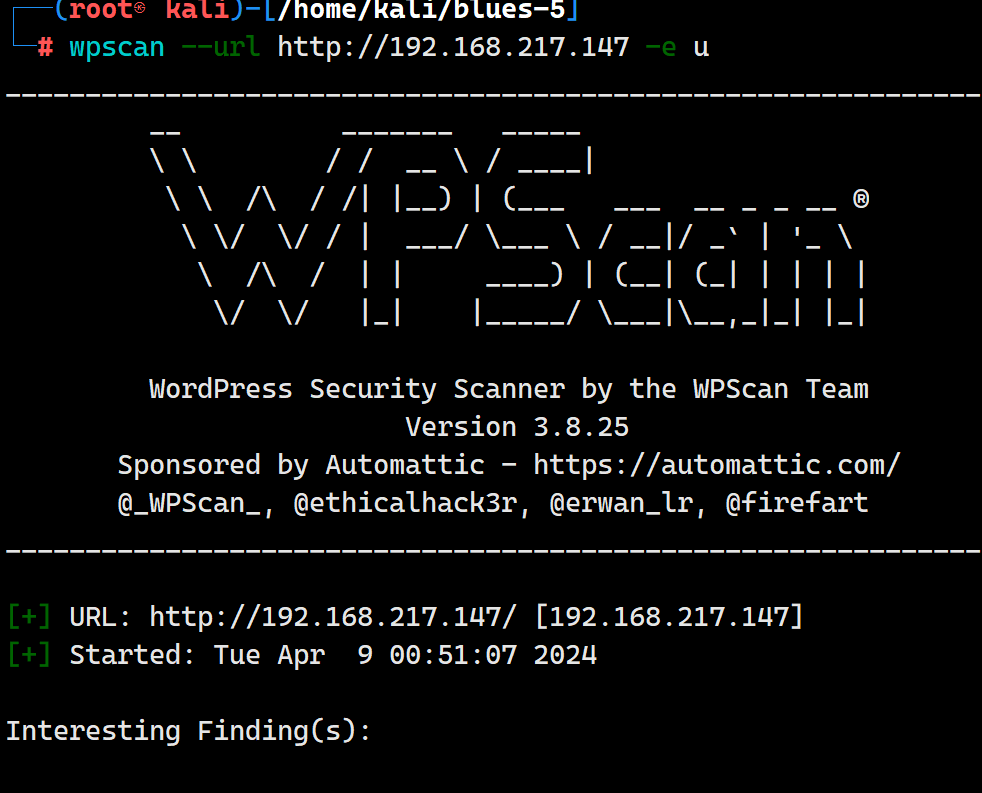 ┌──(root㉿kali)-[/home/kali/blues-5]
└─# wpscan --url http://192.168.217.147 -e u
_______________________________________________________________
         __          _______   _____
         \ \        / /  __ \ / ____|
          \ \  /\  / /| |__) | (___   ___  __ _ _ __ ®
           \ \/  \/ / |  ___/ \___ \ / __|/ _` | '_ \
            \  /\  /  | |     ____) | (__| (_| | | | |
             \/  \/   |_|    |_____/ \___|\__,_|_| |_|
WordPress Security Scanner by the WPScan Team
Version 3.8.25
Sponsored by Automattic - https://automattic.com/
@_WPScan_, @ethicalhack3r, @erwan_lr, @firefart
_______________________________________________________________
[+] URL: http://192.168.217.147/ [192.168.217.147]
[+] Started: Tue Apr  9 00:51:07 2024
Interesting Finding(s):